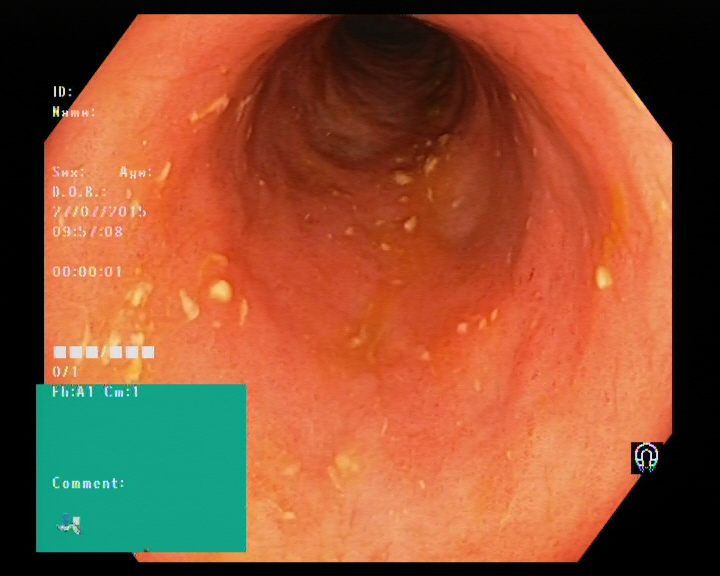 ID:
Name:
Sex: Age:
D.O.B.:
27/07/2015
09:57:08
00:00:01
0/1
Eh:A1 Cm:1
Comment: